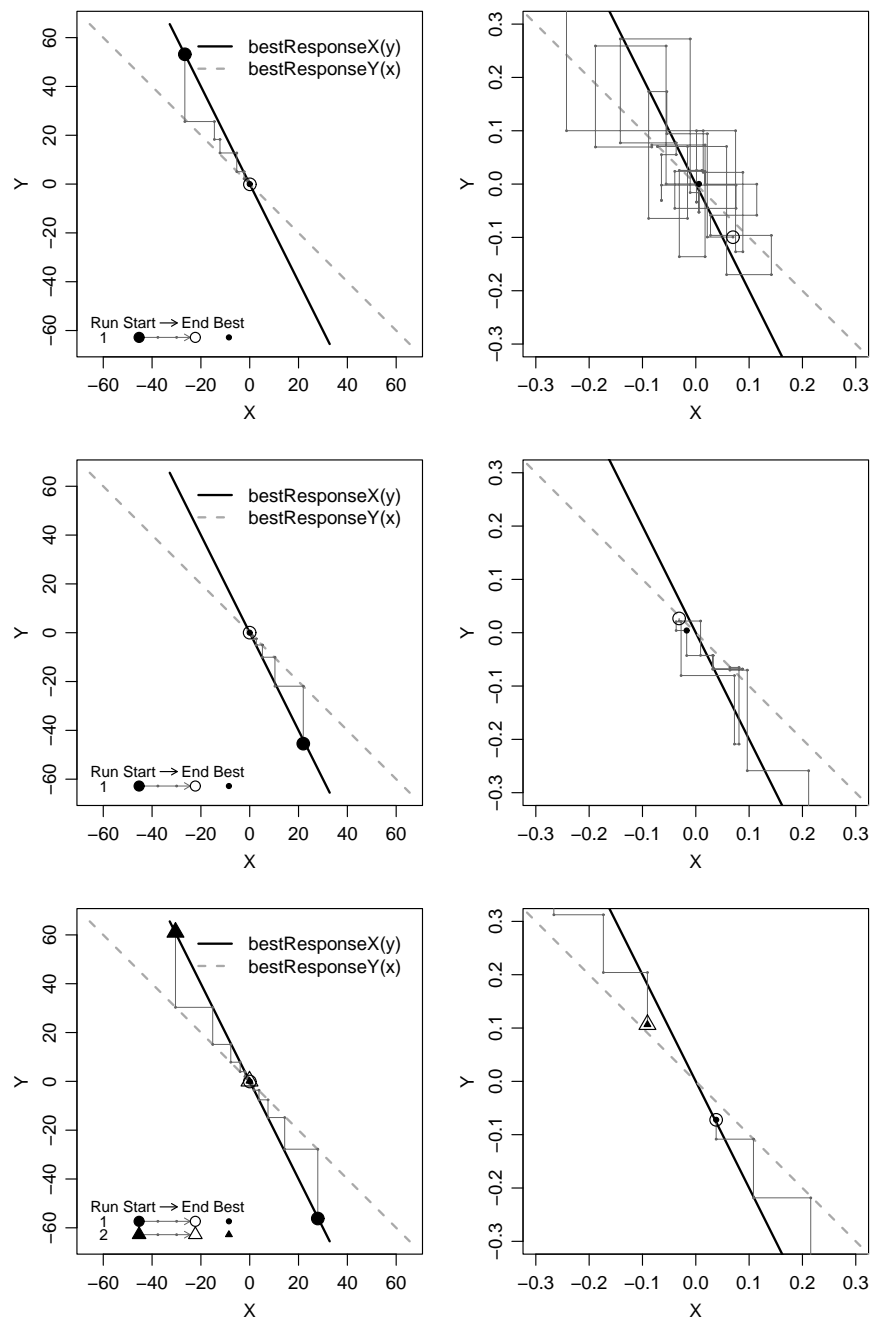 60
40
20
0
−20
−40
−60
Y
bestResponseX(y)
bestResponseY(x)
Run Start → End Best
1
−60 −40 −20 0 20 40 60
X
0.3
0.2
0.1
0.0
−0.1
−0.2
−0.3
Y
−0.3 −0.2 −0.1 0.0 0.1 0.2 0.3
X
60
40
20
0
−20
−40
−60
Y
bestResponseX(y)
bestResponseY(x)
Run Start → End Best
1
−60 −40 −20 0 20 40 60
X
0.3
0.2
0.1
0.0
−0.1
−0.2
−0.3
Y
−0.3 −0.2 −0.1 0.0 0.1 0.2 0.3
X
60
40
20
0
−20
−40
−60
Y
bestResponseX(y)
bestResponseY(x)
Run Start → End Best
1
2
−60 −40 −20 0 20 40 60
X
0.3
0.2
0.1
0.0
−0.1
−0.2
−0.3
Y
−0.3 −0.2 −0.1 0.0 0.1 0.2 0.3
X